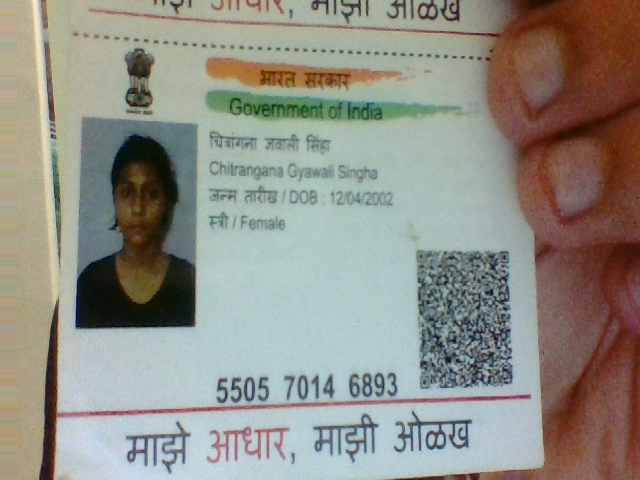 माझे आधार, माझी ओळख
भारत सरकार
Government of India
चित्रांगना ज्ञवाली सिंहा
Chitrangana Gyawali Singha
जन्म तारीख / DOB : 12/04/2002
स्त्री / Female
5505 7014 6893
माझे आधार, माझी ओळख